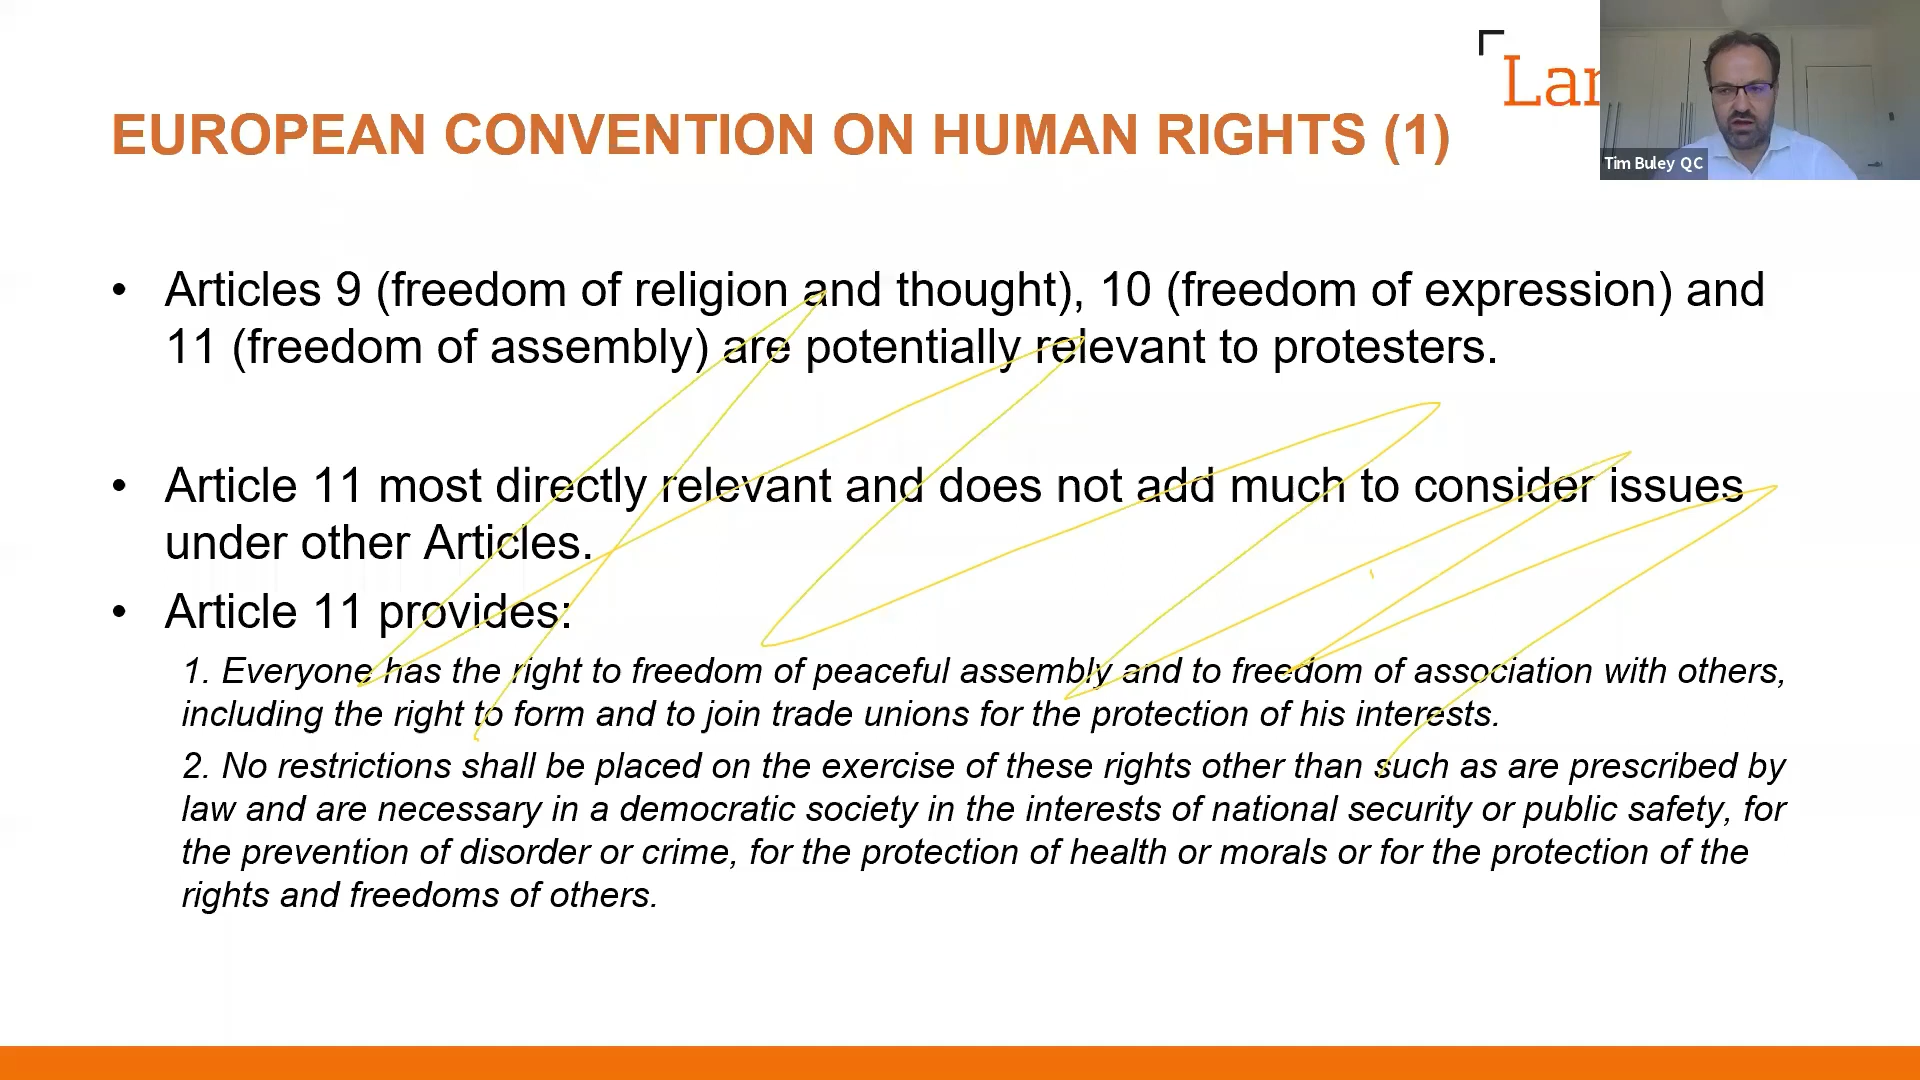 Lan
EUROPEAN CONVENTION ON HUMAN RIGHTS (1)
Tim Buley QC
• Articles 9 (freedom of religion and thought), 10 (freedom of expression) and
11 (freedom of assembly) are potentially relevant to protesters.
• Article 11 most directly relevant and does not add much to consider issues
under other Articles.
• Article 11 provides:
1. Everyone has the right to freedom of peaceful assembly and to freedom of association with others,
including the right to form and to join trade unions for the protection of his interests.
2. No restrictions shall be placed on the exercise of these rights other than such as are prescribed by
law and are necessary in a democratic society in the interests of national security or public safety, for
the prevention of disorder or crime, for the protection of health or morals or for the protection of the
rights and freedoms of others.